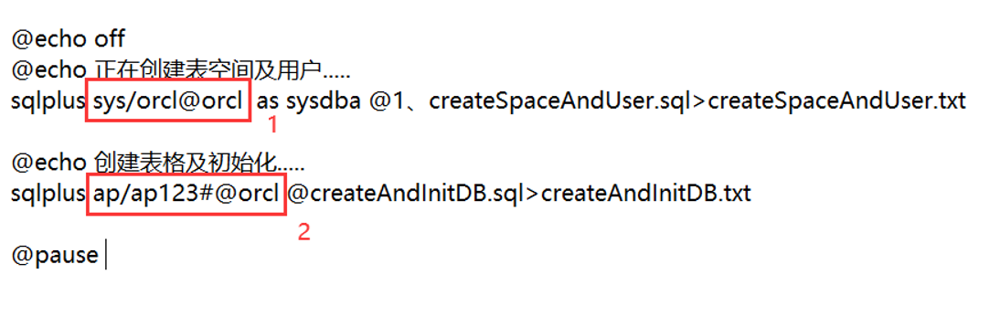 @echo off
@echo 正在创建表空间及用户.....
sqlplus sys/orcl@orcl as sysdba @1、createSpaceAndUser.sql>createSpaceAndUser.txt
1
@echo 创建表格及初始化.....
sqlplus ap/ap123#@orcl @createAndInitDB.sql>createAndInitDB.txt
2
@pause